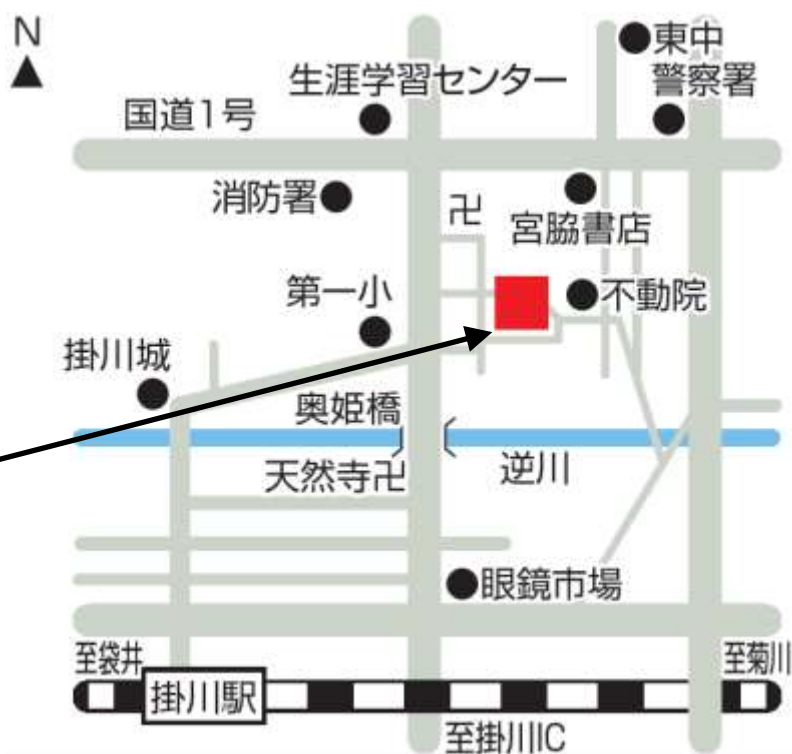 N
東中
生涯学習センター
警察署
国道1号
消防署
卍
宮脇書店
第一小
不動院
掛川城
奥姫橋
天然寺卍
逆川
眼鏡市場
至袋井
至菊川
掛川駅
至掛川IC